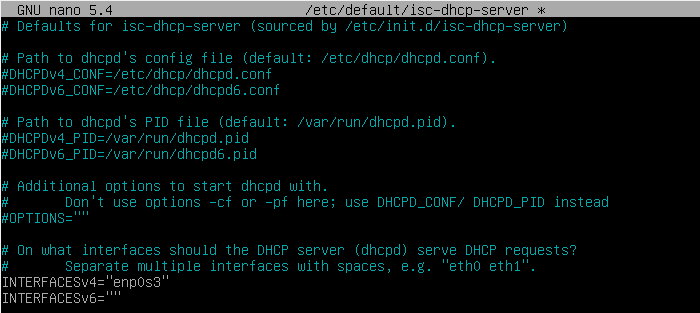 GNU nano 5.4 /etc/default/isc-dhcp-server *
# Defaults for isc-dhcp-server (sourced by /etc/init.d/isc-dhcp-server)
# Path to dhcpd's config file (default: /etc/dhcp/dhcpd.conf).
#DHCPDv4_CONF=/etc/dhcp/dhcpd.conf
#DHCPDv6_CONF=/etc/dhcp/dhcpd6.conf
# Path to dhcpd's PID file (default: /var/run/dhcpd.pid).
#DHCPDv4_PID=/var/run/dhcpd.pid
#DHCPDv6_PID=/var/run/dhcpd6.pid
# Additional options to start dhcpd with.
#       Don't use options -cf or -pf here; use DHCPD_CONF/ DHCPD_PID instead
#OPTIONS=""
# On what interfaces should the DHCP server (dhcpd) serve DHCP requests?
#       Separate multiple interfaces with spaces, e.g. "eth0 eth1".
INTERFACESv4="enp0s3"
INTERFACESv6=""